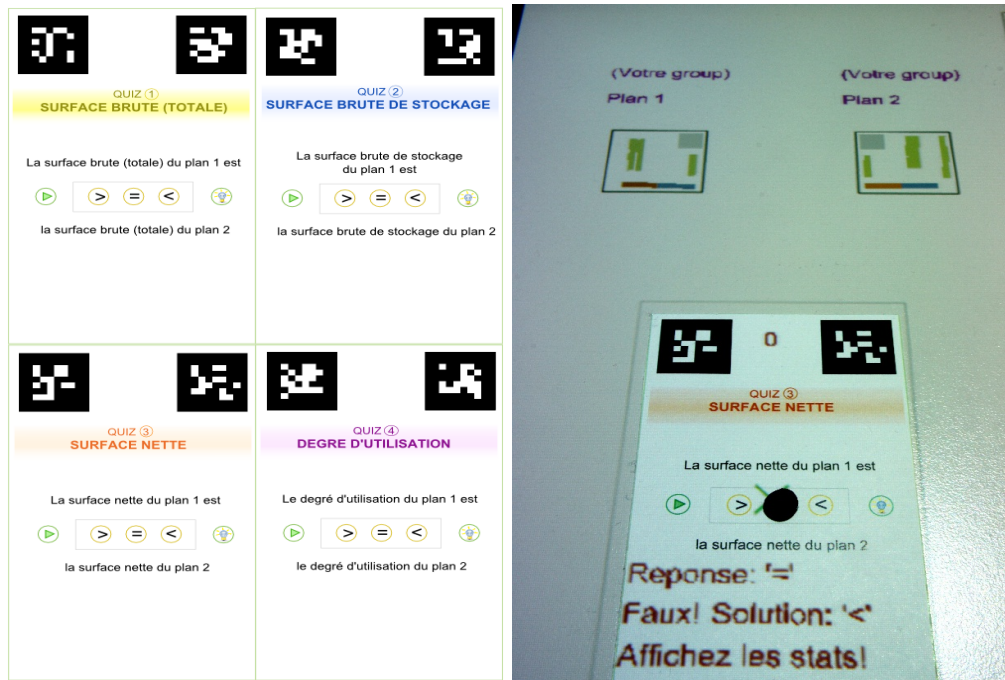 QUIZ ①
SURFACE BRUTE (TOTALE)
La surface brute (totale) du plan 1 est
> = <
la surface brute (totale) du plan 2
QUIZ ②
SURFACE BRUTE DE STOCKAGE
La surface brute de stockage
du plan 1 est
> = <
la surface brute de stockage du plan 2
QUIZ ③
SURFACE NETTE
La surface nette du plan 1 est
> = <
la surface nette du plan 2
QUIZ ④
DEGRE D'UTILISATION
Le degré d'utilisation du plan 1 est
> = <
le degré d'utilisation du plan 2
(Votre group) (Votre group)
Plan 1 Plan 2
0
QUIZ ③
SURFACE NETTE
La surface nette du plan 1 est
> <
la surface nette du plan 2
Reponse: '='
Faux! Solution: '<'
Affichez les stats!